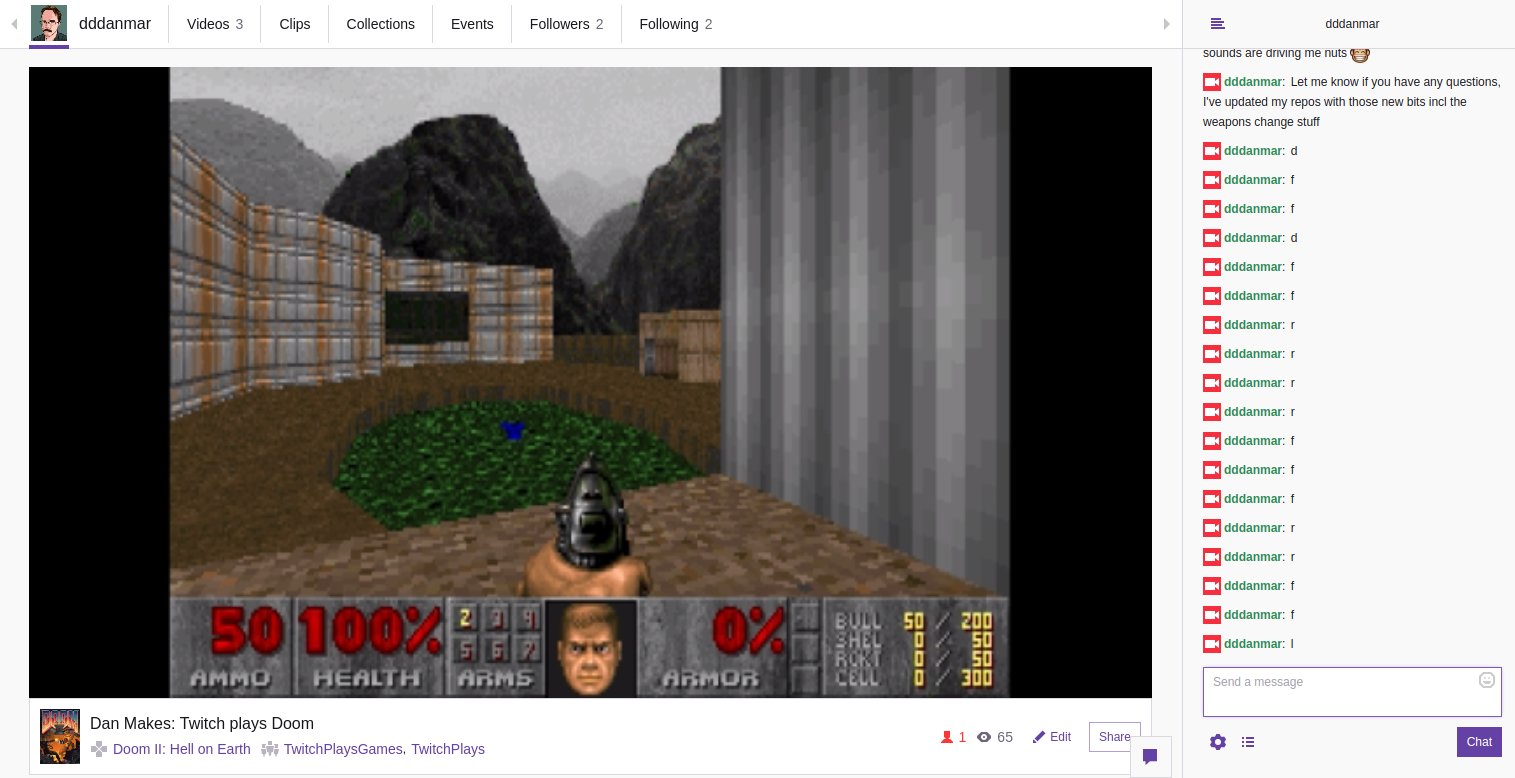 dddanmar
Videos 3
Clips
Collections
Events
Followers 2
Following 2
50 100% 2 3 4 0% BULL 50 / 200
SHEL 0 / 50
5 6 7 RCKT 0 / 50
AMMO HEALTH ARMS ARMOR CELL 0 / 300
Dan Makes: Twitch plays Doom
Doom II: Hell on Earth TwitchPlaysGames, TwitchPlays
1 65 Edit Share
dddanmar
sounds are driving me nuts
dddanmar: Let me know if you have any questions,
I've updated my repos with those new bits incl the
weapons change stuff
dddanmar: d
dddanmar: f
dddanmar: f
dddanmar: d
dddanmar: f
dddanmar: f
dddanmar: r
dddanmar: r
dddanmar: r
dddanmar: r
dddanmar: f
dddanmar: f
dddanmar: f
dddanmar: r
dddanmar: r
dddanmar: f
dddanmar: f
dddanmar: l
Send a message
Chat